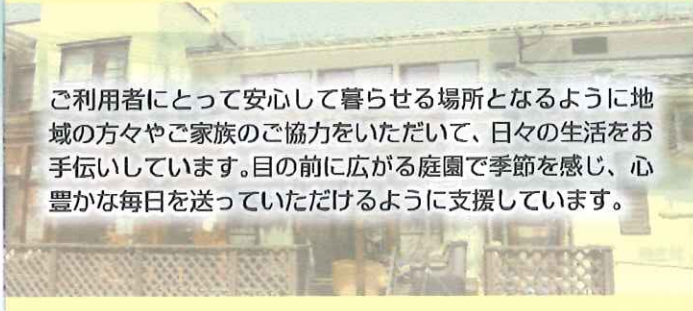 ご利用者にとって安心して暮らせる場所となるように地
域の方々やご家族のご協力をいただいて、日々の生活をお
手伝いしています。目の前に広がる庭園で季節を感じ、心
豊かな毎日を送っていただけるように支援しています。